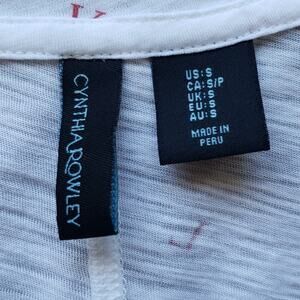 CYNTHIA ROWLEY
US:S
CA:S/P
UK:S
EU:S
AU:S
MADE IN
PERU